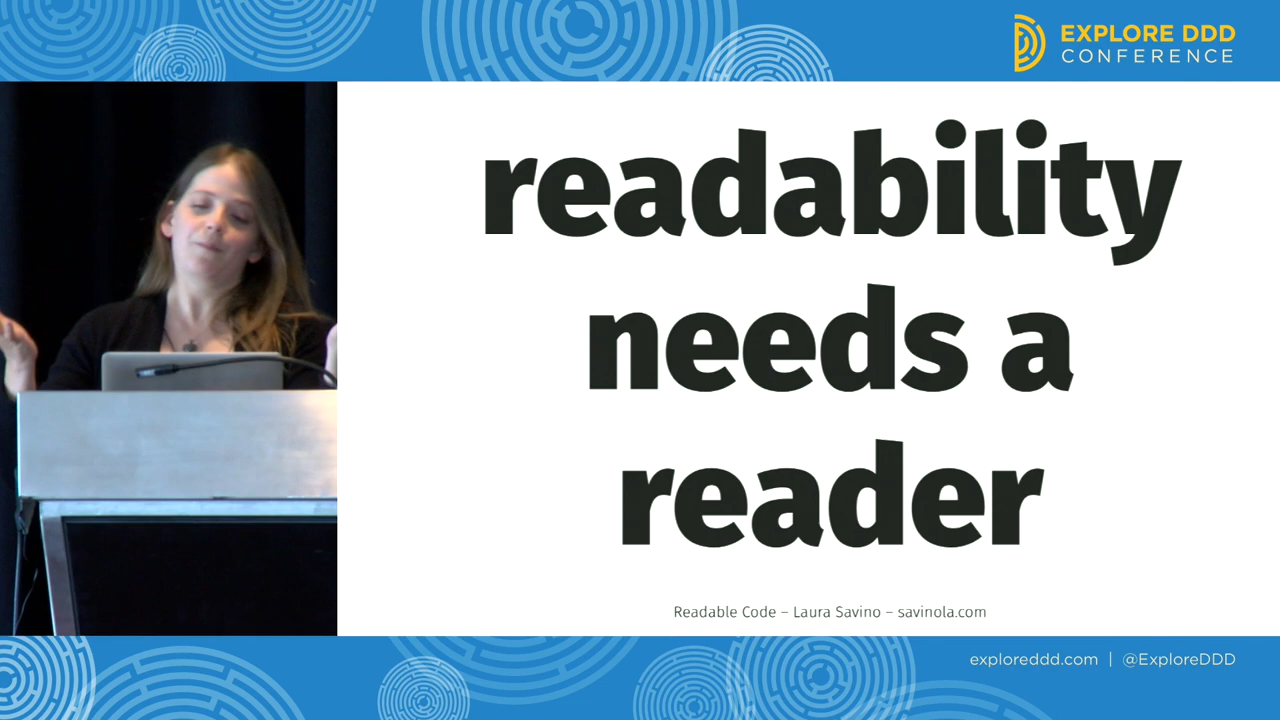 EXPLORE DDD
CONFERENCE
readability
needs a
reader
Readable Code – Laura Savino – savinola.com
exploreddd.com | @ExploreDDD